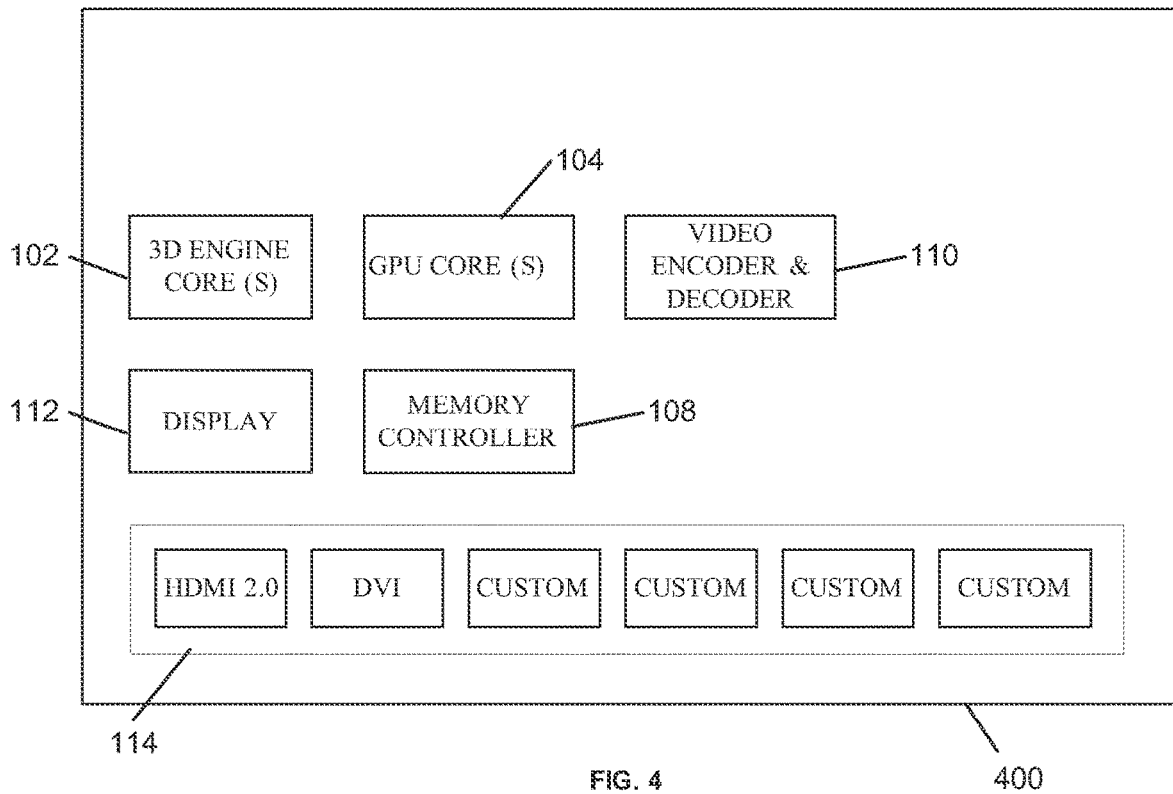 104
102
3D ENGINE
CORE (S)
GPU CORE (S)
VIDEO
ENCODER &
DECODER
110
112
DISPLAY
MEMORY
CONTROLLER
108
HDMI 2.0
DVI
CUSTOM
CUSTOM
CUSTOM
CUSTOM
114
FIG. 4
400